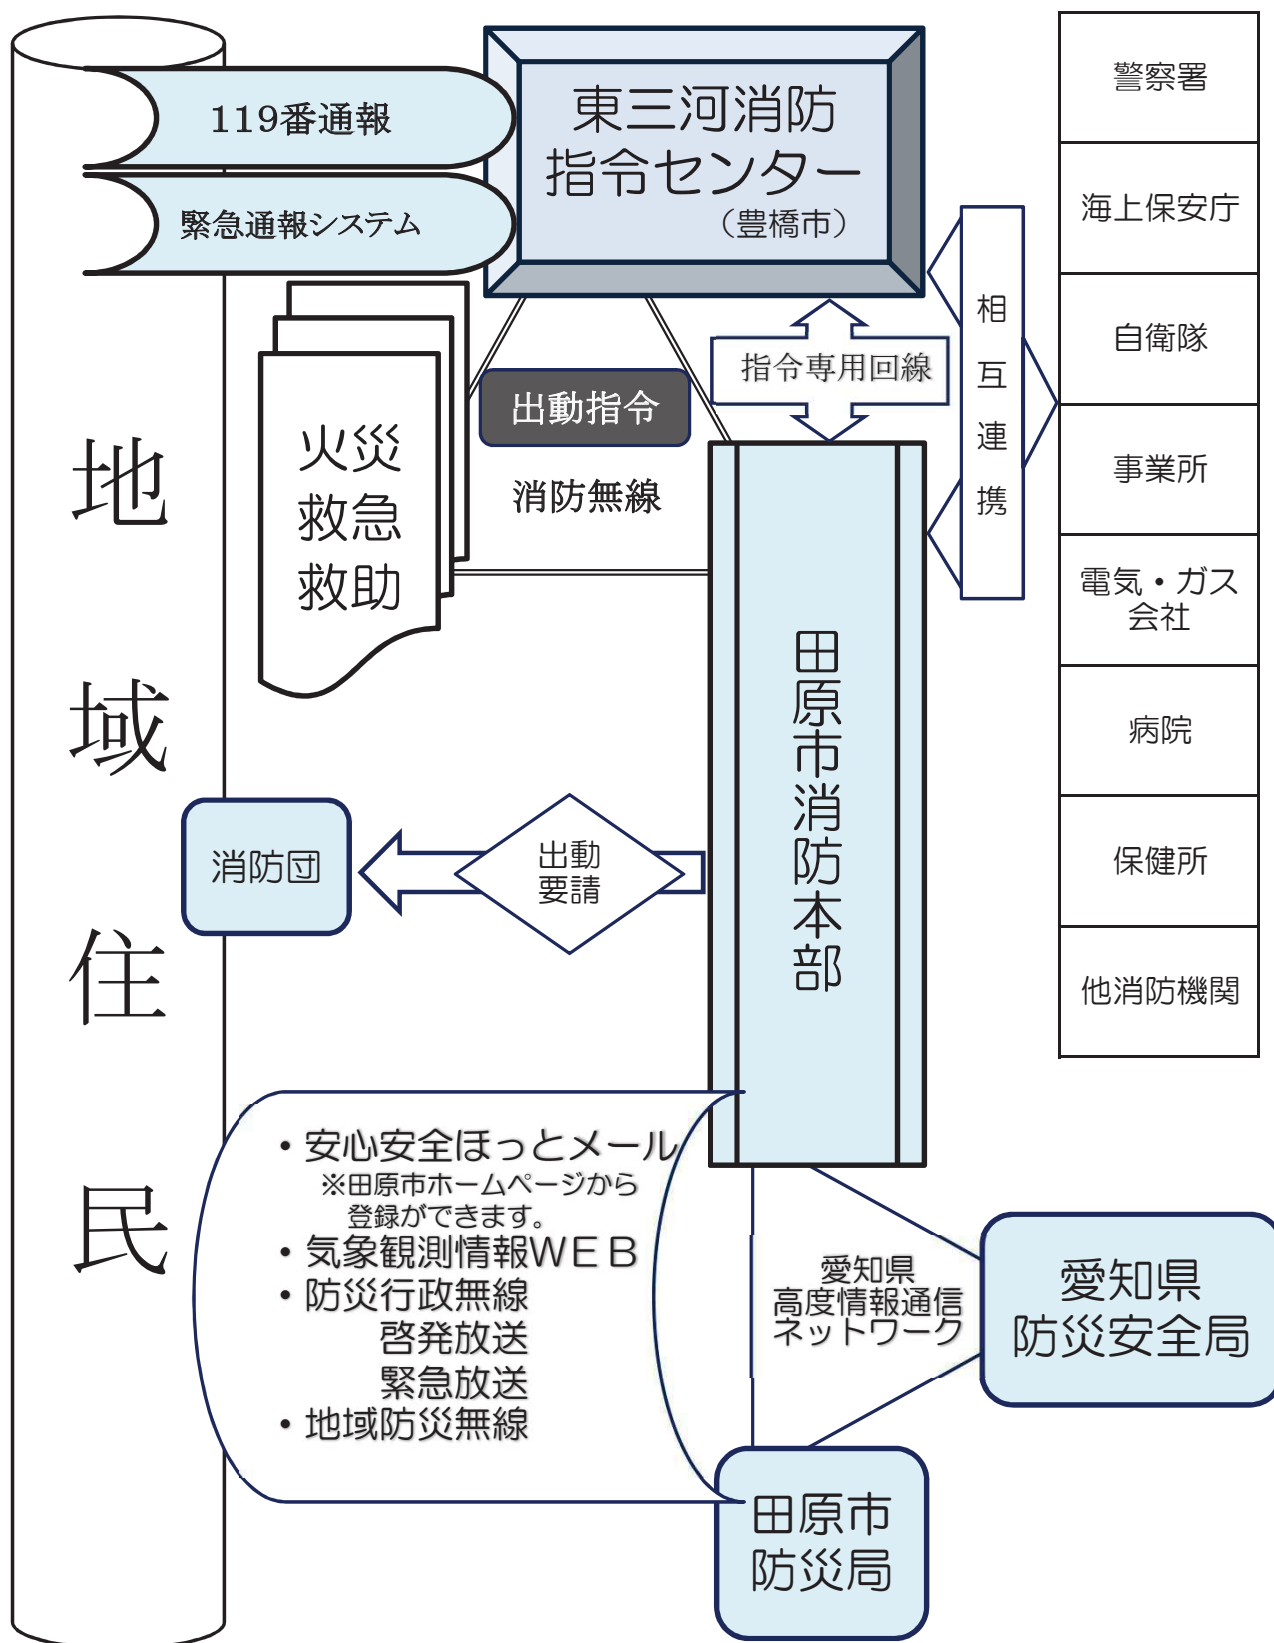 119番通報
緊急通報システム
東三河消防
指令センター
（豊橋市）
警察署
海上保安庁
自衛隊
事業所
電気・ガス
会社
病院
保健所
他消防機関
相互連携
指令専用回線
出動指令
消防無線
火災
救急
救助
地域住民
田原市消防本部
消防団
出動
要請
・安心安全ほっとメール
※田原市ホームページから
登録ができます。
・気象観測情報ＷＥＢ
・防災行政無線
啓発放送
緊急放送
・地域防災無線
愛知県
高度情報通信
ネットワーク
愛知県
防災安全局
田原市
防災局